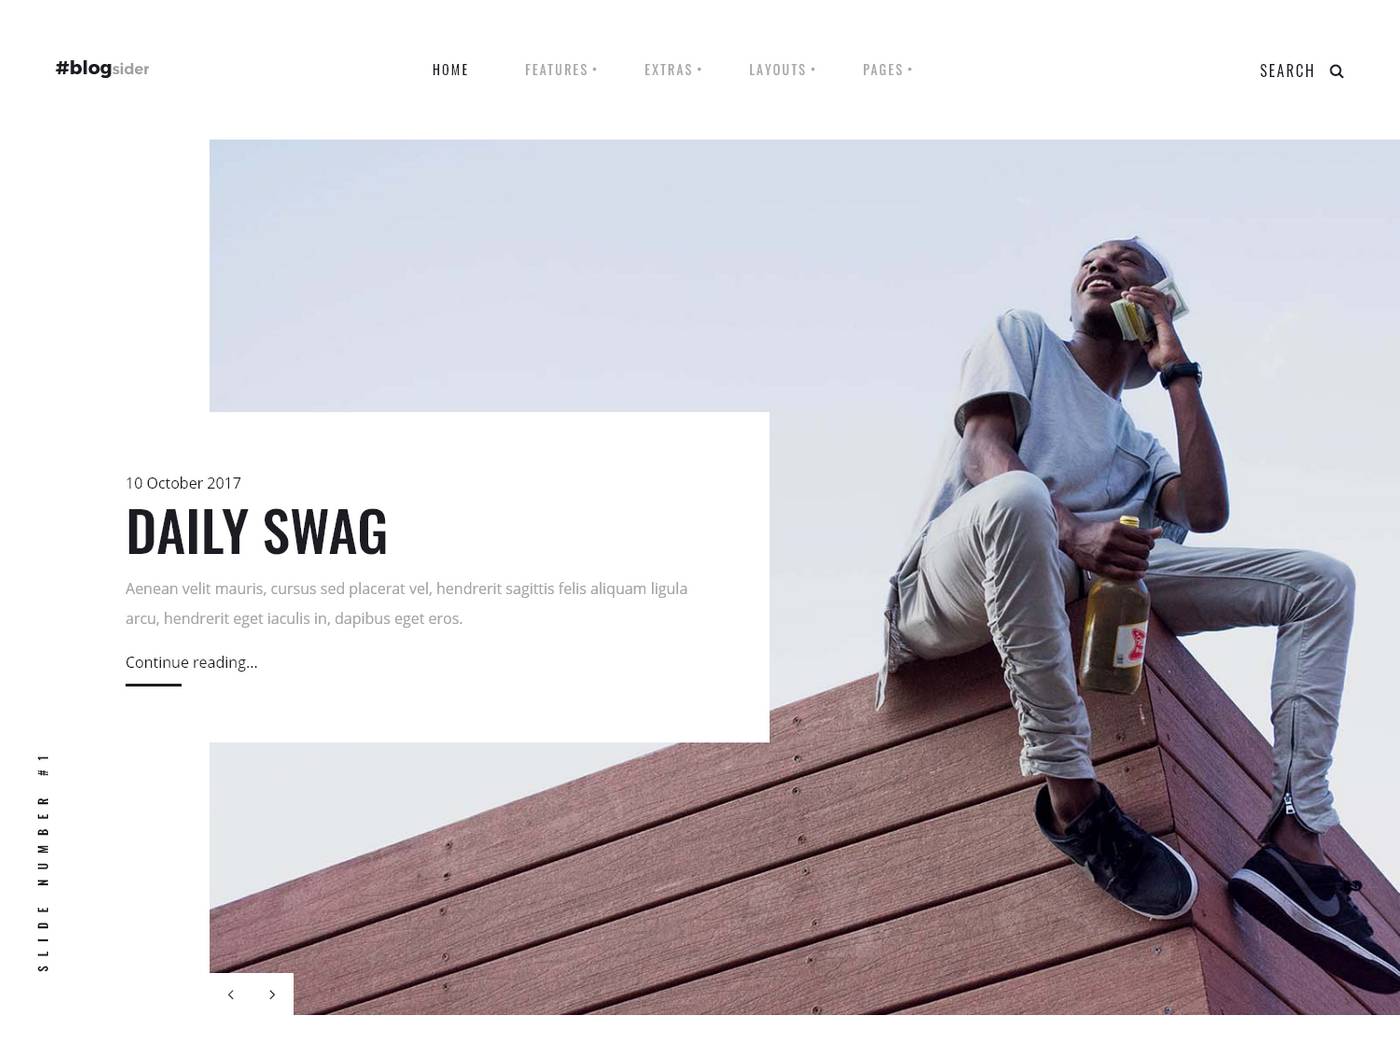 #blogsider
HOME
FEATURES •
EXTRAS •
LAYOUTS •
PAGES •
SEARCH
10 October 2017
DAILY SWAG
Aenean velit mauris, cursus sed placerat vel, hendrerit sagittis felis aliquam ligula
arcu, hendrerit eget iaculis in, dapibus eget eros.
Continue reading...
SLIDE NUMBER #1